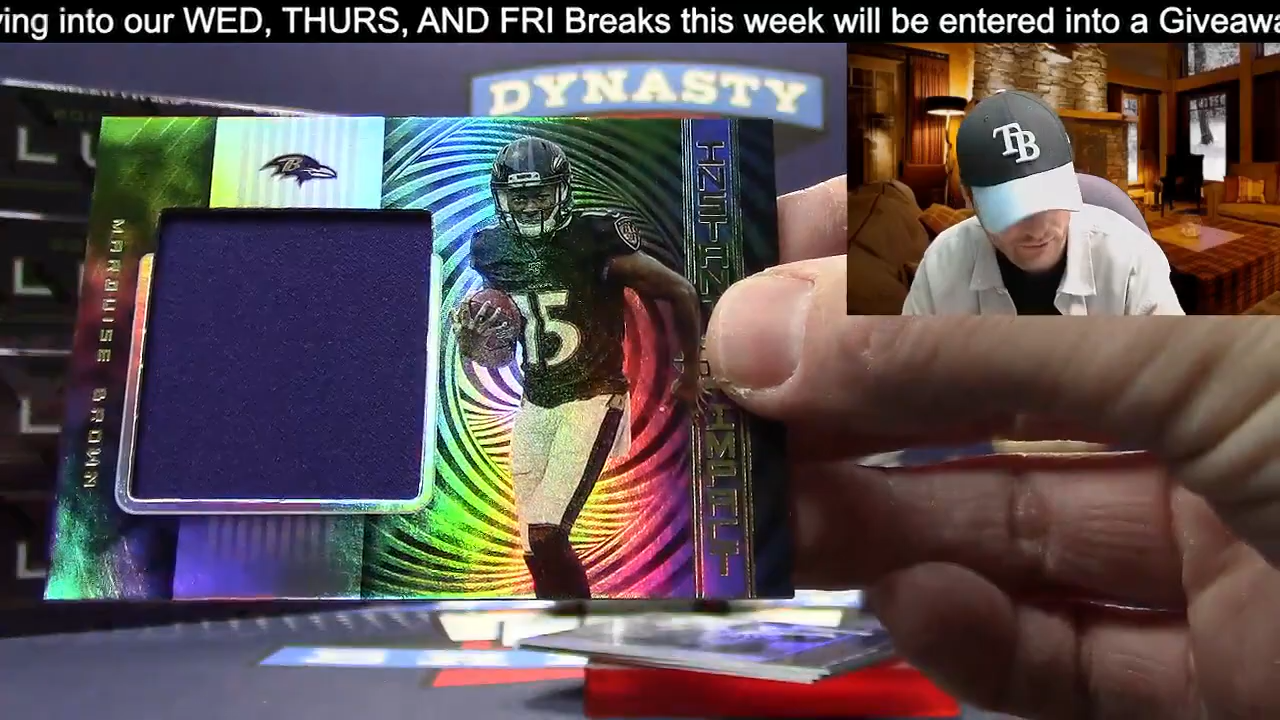 ying into our WED, THURS, AND FRI Breaks this week will be entered into a Giveawa
DYNASTY
TB
MARQUISE BROWN
15
INSTANT IMPACT